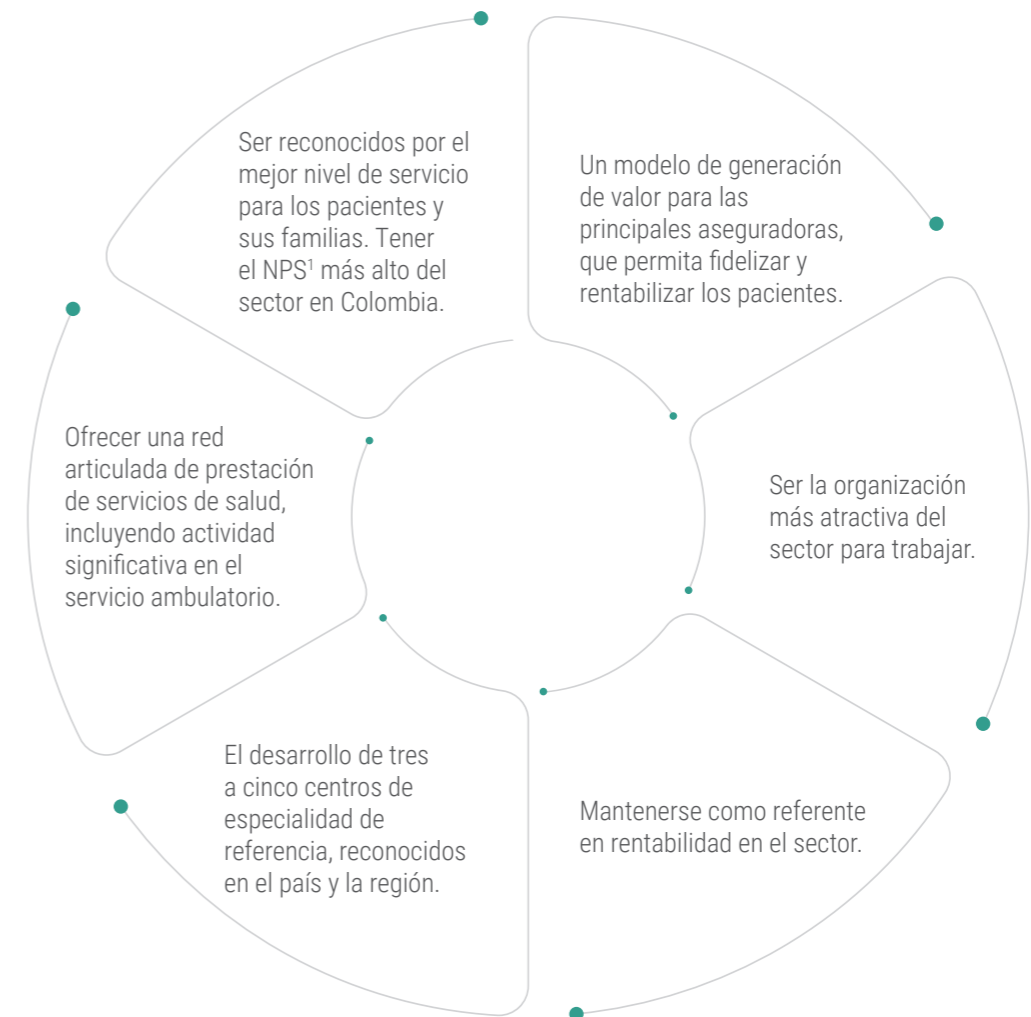 Ser reconocidos por el
mejor nivel de servicio
para los pacientes y
sus familias. Tener
el NPS¹ más alto del
sector en Colombia.
Un modelo de generación
de valor para las
principales aseguradoras,
que permita fidelizar y
rentabilizar los pacientes.
Ofrecer una red
articulada de prestación
de servicios de salud,
incluyendo actividad
significativa en el
servicio ambulatorio.
Ser la organización
más atractiva del
sector para trabajar.
El desarrollo de tres
a cinco centros de
especialidad de
referencia, reconocidos
en el país y la región.
Mantenerse como referente
en rentabilidad en el sector.